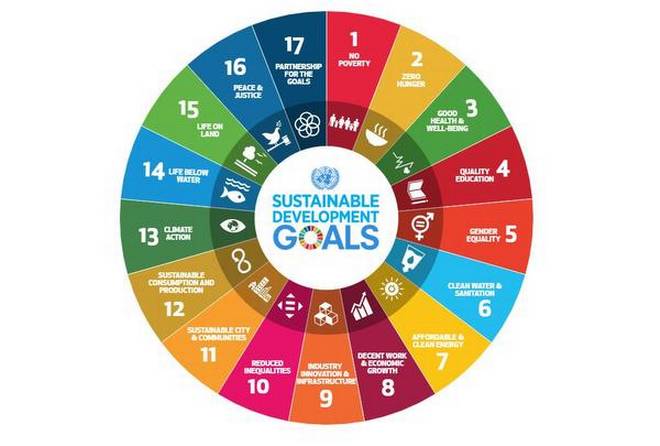 1
NO
POVERTY
2
ZERO
HUNGER
3
GOOD
HEALTH &
WELL-BEING
4
QUALITY
EDUCATION
5
GENDER
EQUALITY
CLEAN WATER &
SANITATION
6
AFFORDABLE &
CLEAN ENERGY
7
DECENT WORK
& ECONOMIC
GROWTH
8
INDUSTRY
INNOVATION &
INFRASTRUCTURE
9
REDUCED
INEQUALITIES
10
SUSTAINABLE CITY
& COMMUNITIES
11
SUSTAINABLE
CONSUMPTION AND
PRODUCTION
12
13 CLIMATE
ACTION
14 LIFE BELOW
WATER
15
LIFE ON
LAND
16
PEACE &
JUSTICE
17
PARTNERSHIP
FOR THE
GOALS
SUSTAINABLE
DEVELOPMENT
GOALS